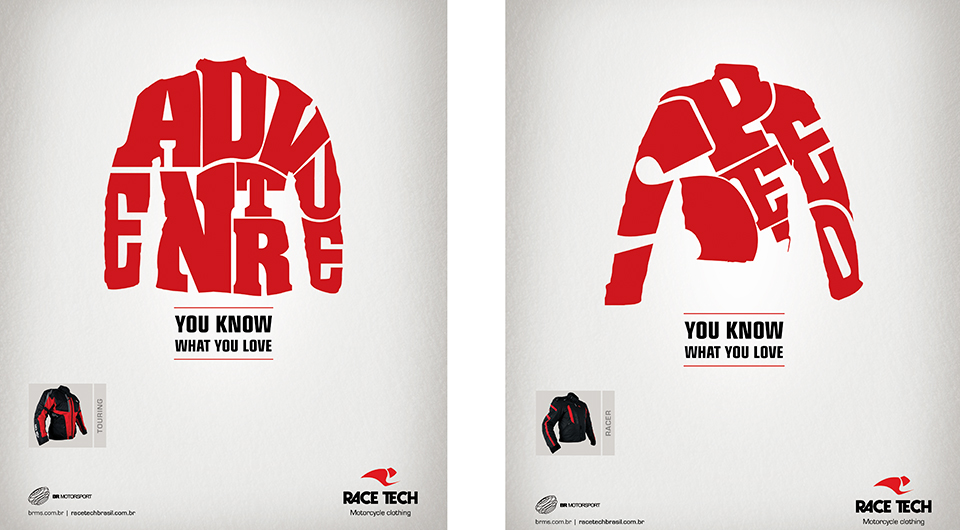 ADVENTURE
YOU KNOW
WHAT YOU LOVE
TOURING
BR MOTORSPORT
brms.com.br | racetechbrasil.com.br
RACE TECH
Motorcycle clothing
SPEED
YOU KNOW
WHAT YOU LOVE
RACER
BR MOTORSPORT
brms.com.br | racetechbrasil.com.br
RACE TECH
Motorcycle clothing